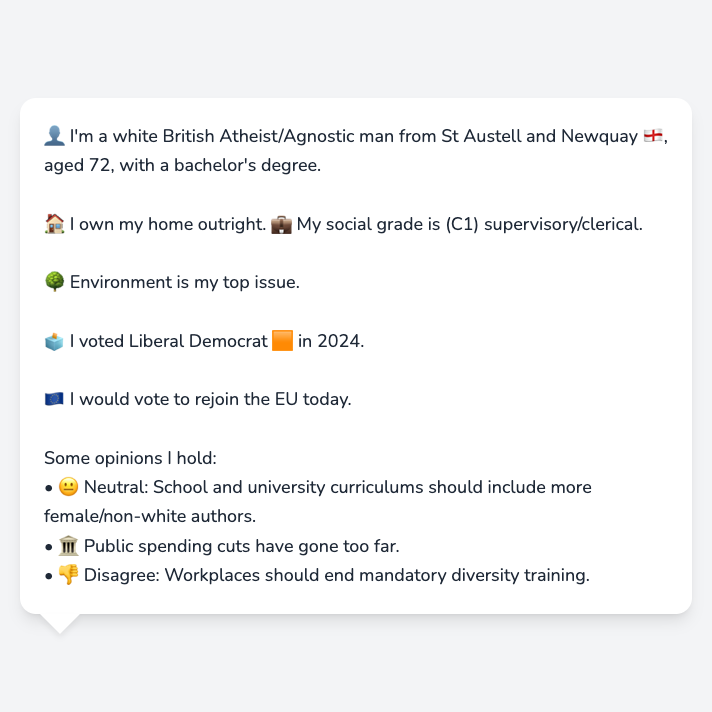 👤 I'm a white British Atheist/Agnostic man from St Austell and Newquay 🏴󠁧󠁢󠁥󠁮󠁧󠁿,
aged 72, with a bachelor's degree.
🏠 I own my home outright. 💼 My social grade is (C1) supervisory/clerical.
🌳 Environment is my top issue.
🗳️ I voted Liberal Democrat 🟧 in 2024.
🇪🇺 I would vote to rejoin the EU today.
Some opinions I hold:
• 😐 Neutral: School and university curriculums should include more
female/non-white authors.
• 🏛️ Public spending cuts have gone too far.
• 👎 Disagree: Workplaces should end mandatory diversity training.